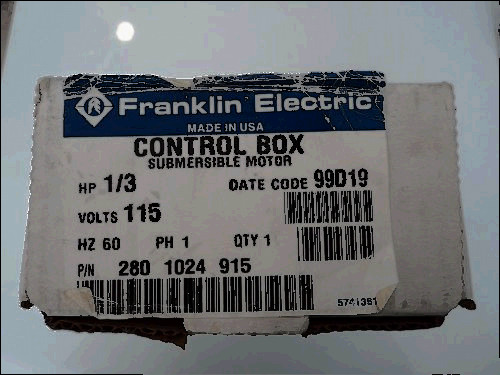 Franklin Electric
MADE IN USA
CONTROL BOX
SUBMERSIBLE MOTOR
HP 1/3 DATE CODE 99D19
VOLTS 115
HZ 60 PH 1 QTY 1
P/N 280 1024 915